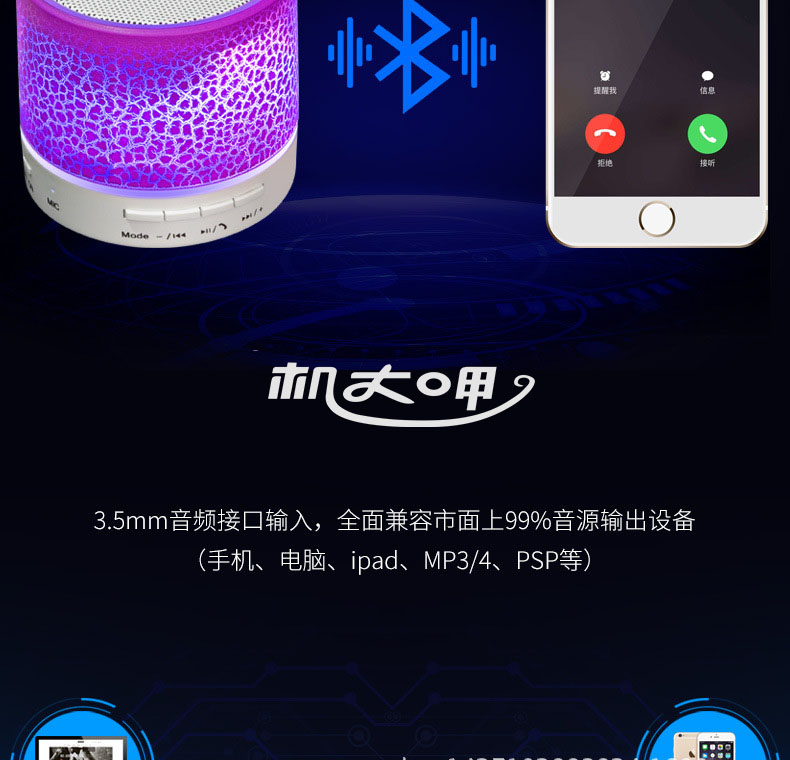 提醒我 信息
拒绝 接听
MIC
Mode - /I◀◀ ▶II/ ▶▶I/+
机大呷
3.5mm音频接口输入，全面兼容市面上99%音源输出设备
（手机、电脑、ipad、MP3/4、PSP等）